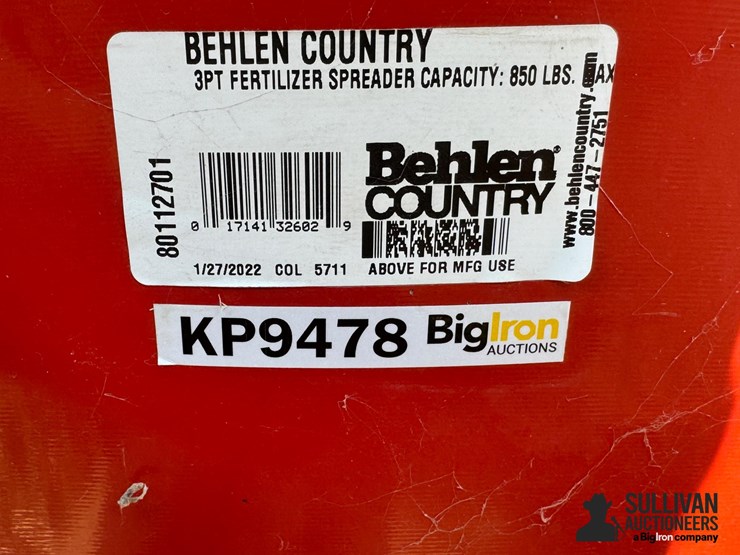 BEHLEN COUNTRY
3PT FERTILIZER SPREADER CAPACITY: 850 LBS. MAX
80112701
0 17141 32602 9
1/27/2022 COL 5711
Behlen®
COUNTRY
ABOVE FOR MFG USE
www.behlencountry.com
800-447-2751
KP9478
BigIron
AUCTIONS
SULLIVAN
AUCTIONEERS
a BigIron company